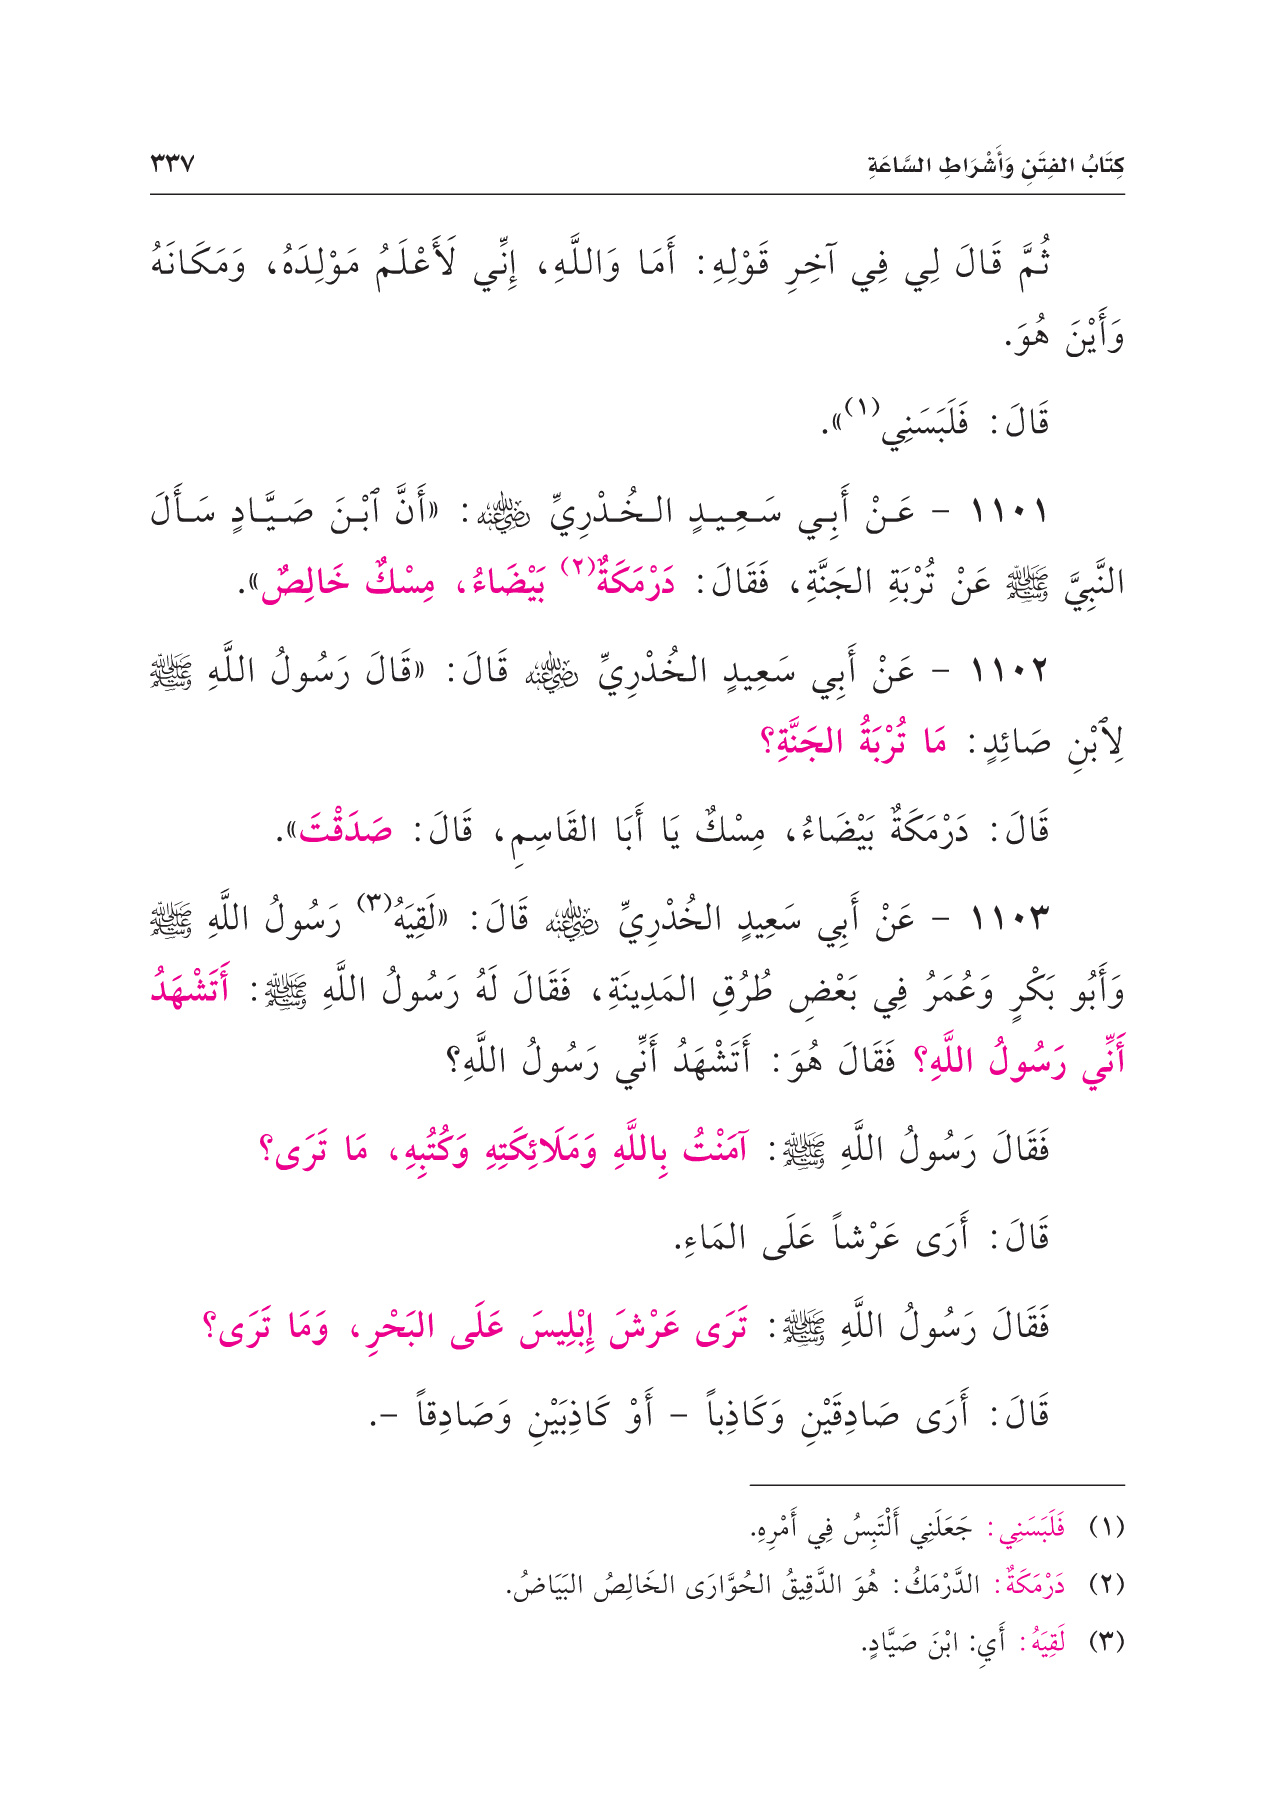 كِتَابُ الفِتَنِ وَأَشْرَاطِ السَّاعَةِ ٣٣٧
ثُمَّ قَالَ لِي فِي آخِرِ قَوْلِهِ: أَمَا وَاللَّهِ، إِنِّي لَأَعْلَمُ مَوْلِدَهُ، وَمَكَانَهُ
وَأَيْنَ هُوَ.
قَالَ: فَلَبَسَنِي(١)».
١١٠١ - عَنْ أَبِي سَعِيدٍ الخُدْرِيِّ ﵁: «أَنَّ ٱبْنَ صَيَّادٍ سَأَلَ
النَّبِيَّ ﷺ عَنْ تُرْبَةِ الجَنَّةِ، فَقَالَ: دَرْمَكَةٌ(٢) بَيْضَاءُ، مِسْكٌ خَالِصٌ».
١١٠٢ - عَنْ أَبِي سَعِيدٍ الخُدْرِيِّ ﵁ قَالَ: «قَالَ رَسُولُ اللَّهِ ﷺ
لِٱبْنِ صَائِدٍ: مَا تُرْبَةُ الجَنَّةِ؟
قَالَ: دَرْمَكَةٌ بَيْضَاءُ، مِسْكٌ يَا أَبَا القَاسِمِ، قَالَ: صَدَقْتَ».
١١٠٣ - عَنْ أَبِي سَعِيدٍ الخُدْرِيِّ ﵁ قَالَ: «لَقِيَهُ(٣) رَسُولُ اللَّهِ ﷺ
وَأَبُو بَكْرٍ وَعُمَرُ فِي بَعْضِ طُرُقِ المَدِينَةِ، فَقَالَ لَهُ رَسُولُ اللَّهِ ﷺ: أَتَشْهَدُ
أَنِّي رَسُولُ اللَّهِ؟ فَقَالَ هُوَ: أَتَشْهَدُ أَنِّي رَسُولُ اللَّهِ؟
فَقَالَ رَسُولُ اللَّهِ ﷺ: آمَنْتُ بِاللَّهِ وَمَلَائِكَتِهِ وَكُتُبِهِ، مَا تَرَى؟
قَالَ: أَرَى عَرْشاً عَلَى المَاءِ.
فَقَالَ رَسُولُ اللَّهِ ﷺ: تَرَى عَرْشَ إِبْلِيسَ عَلَى البَحْرِ، وَمَا تَرَى؟
قَالَ: أَرَى صَادِقَيْنِ وَكَاذِباً - أَوْ كَاذِبَيْنِ وَصَادِقاً -.
(١) فَلَبَسَنِي: جَعَلَنِي أَلْتَبِسُ فِي أَمْرِهِ.
(٢) دَرْمَكَةٌ: الدَّرْمَكُ: هُوَ الدَّقِيقُ الحُوَّارَى الخَالِصُ البَيَاضُ.
(٣) لَقِيَهُ: أَيِ: ابْنَ صَيَّادٍ.